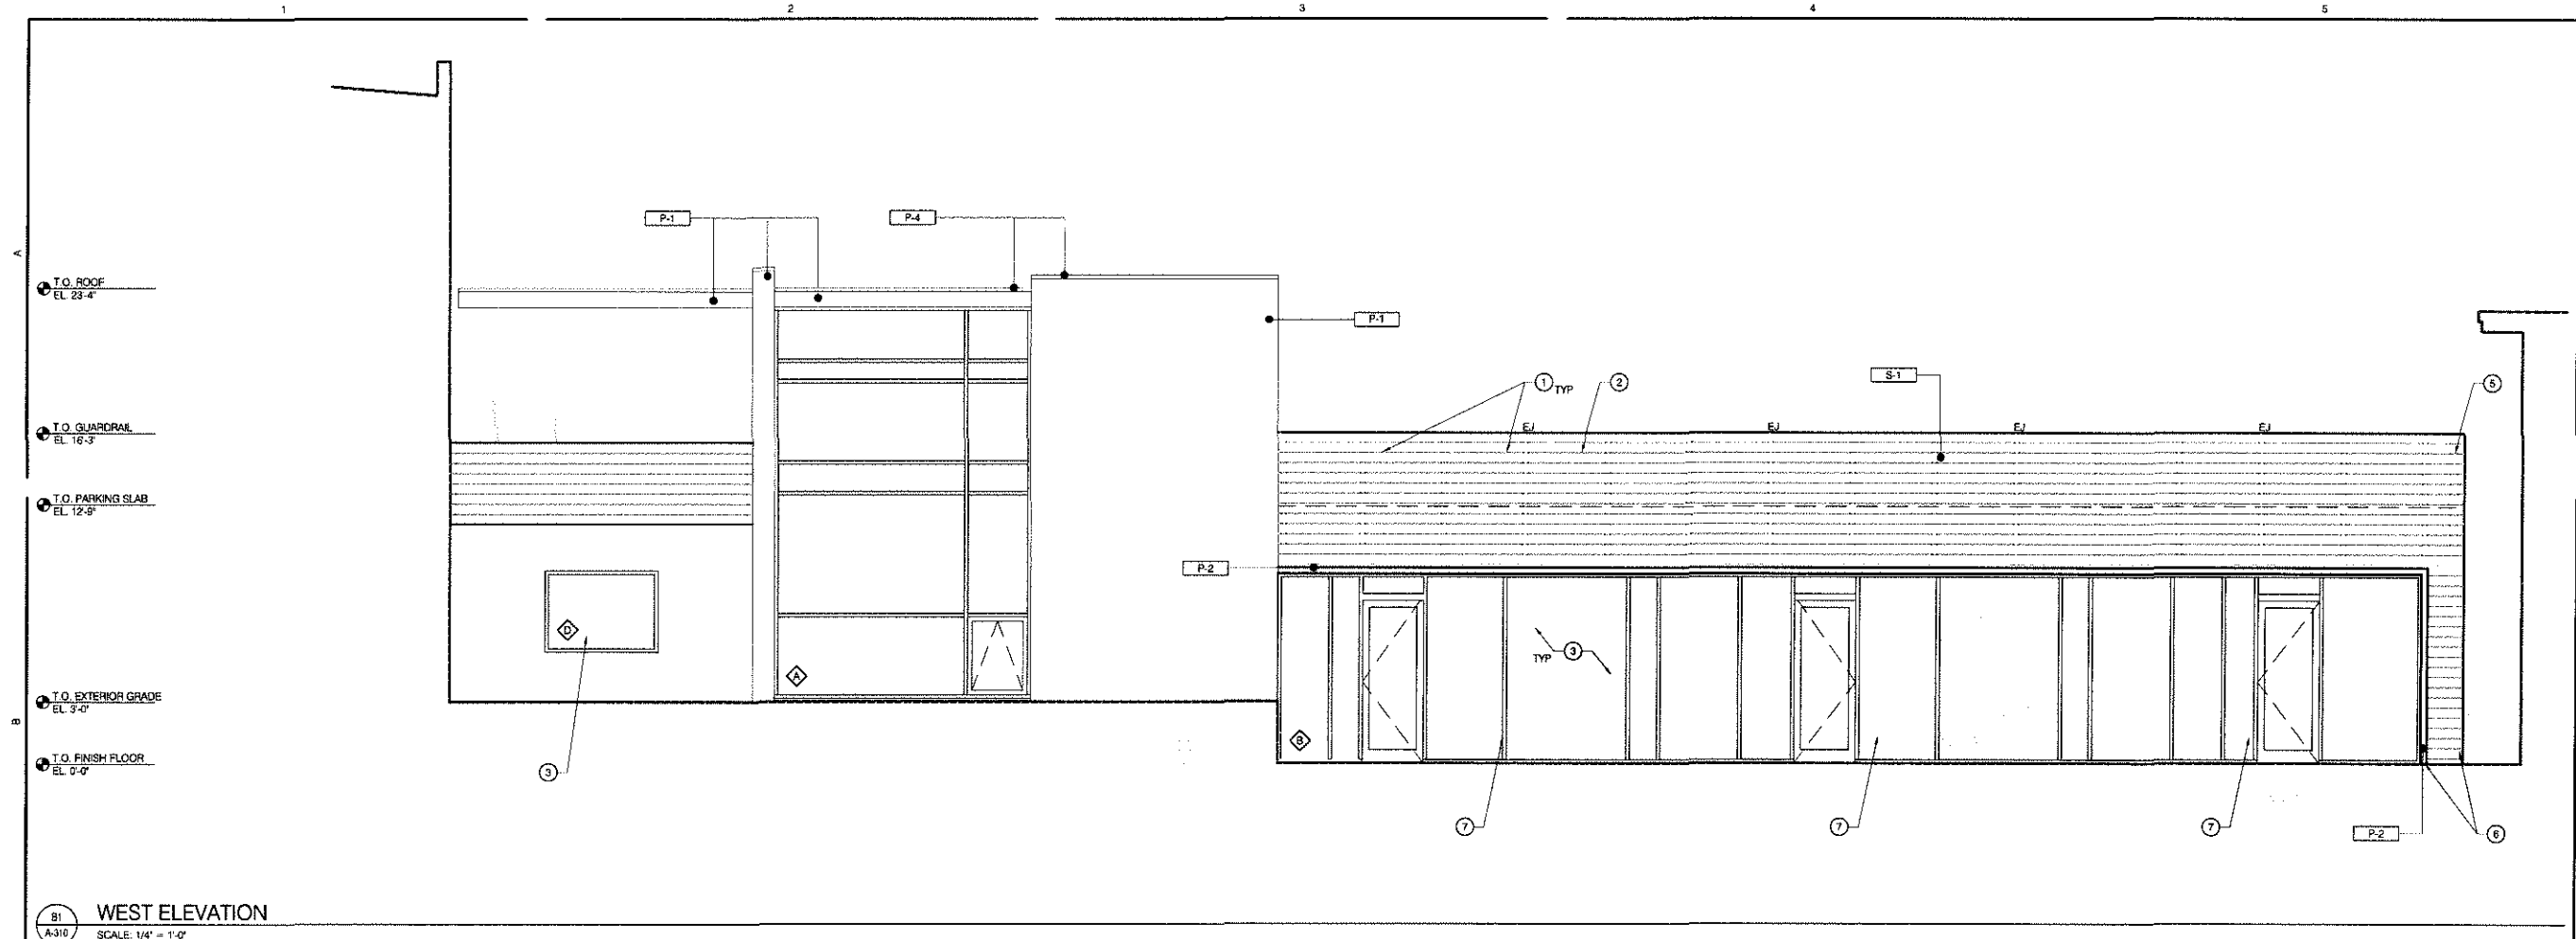 1
2
3
4
5
A
B
P-1
P-4
T.O. ROOF
EL. 23'-4"
P-1
S-1
1
TYP
2
5
T.O. GUARDRAIL
EL. 16'-3"
EJ
EJ
EJ
EJ
T.O. PARKING SLAB
EL. 12'-9"
P-2
D
A
TYP
3
T.O. EXTERIOR GRADE
EL. 3'-0"
B
T.O. FINISH FLOOR
EL. 0'-0"
3
7
7
7
P-2
6
B1
A-310
WEST ELEVATION
SCALE: 1/4" = 1'-0"